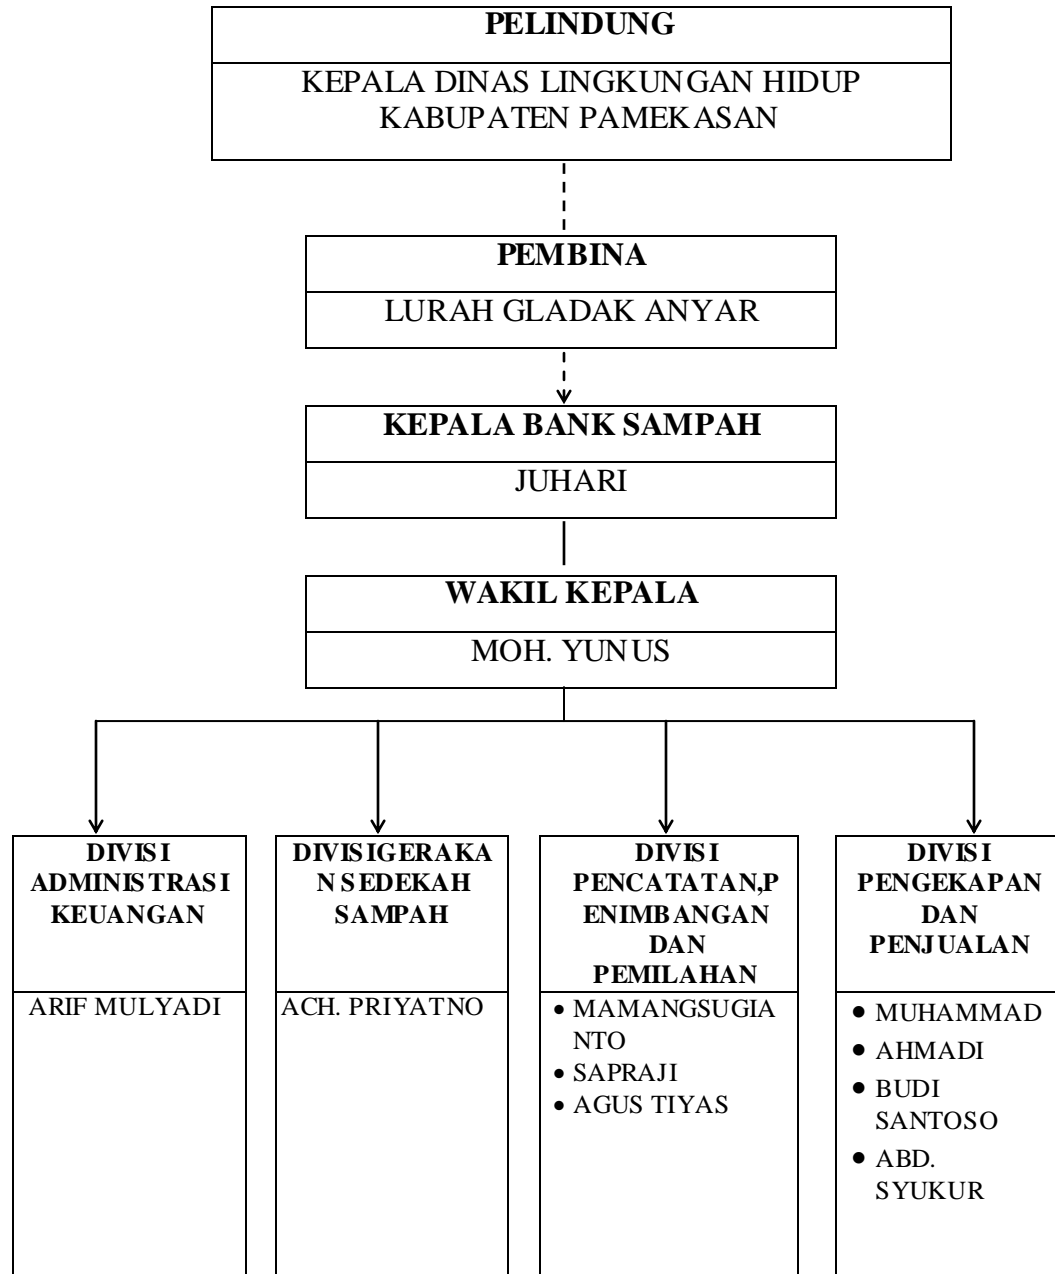 PELINDUNG
KEPALA DINAS LINGKUNGAN HIDUP
KABUPATEN PAMEKASAN
PEMBINA
LURAH GLADAK ANYAR
KEPALA BANK SAMPAH
JUHARI
WAKIL KEPALA
MOH. YUNUS
DIVISI
ADMINISTRASI
KEUANGAN
ARIF MULYADI
DIVISIGERAKA
N SEDEKAH
SAMPAH
ACH. PRIYATNO
DIVISI
PENCATATAN,P
ENIMBANGAN
DAN
PEMILAHAN
• MAMANGSUGIA
NTO
• SAPRAJI
• AGUS TIYAS
DIVISI
PENGEKAPAN
DAN
PENJUALAN
• MUHAMMAD
• AHMADI
• BUDI
SANTOSO
• ABD.
SYUKUR